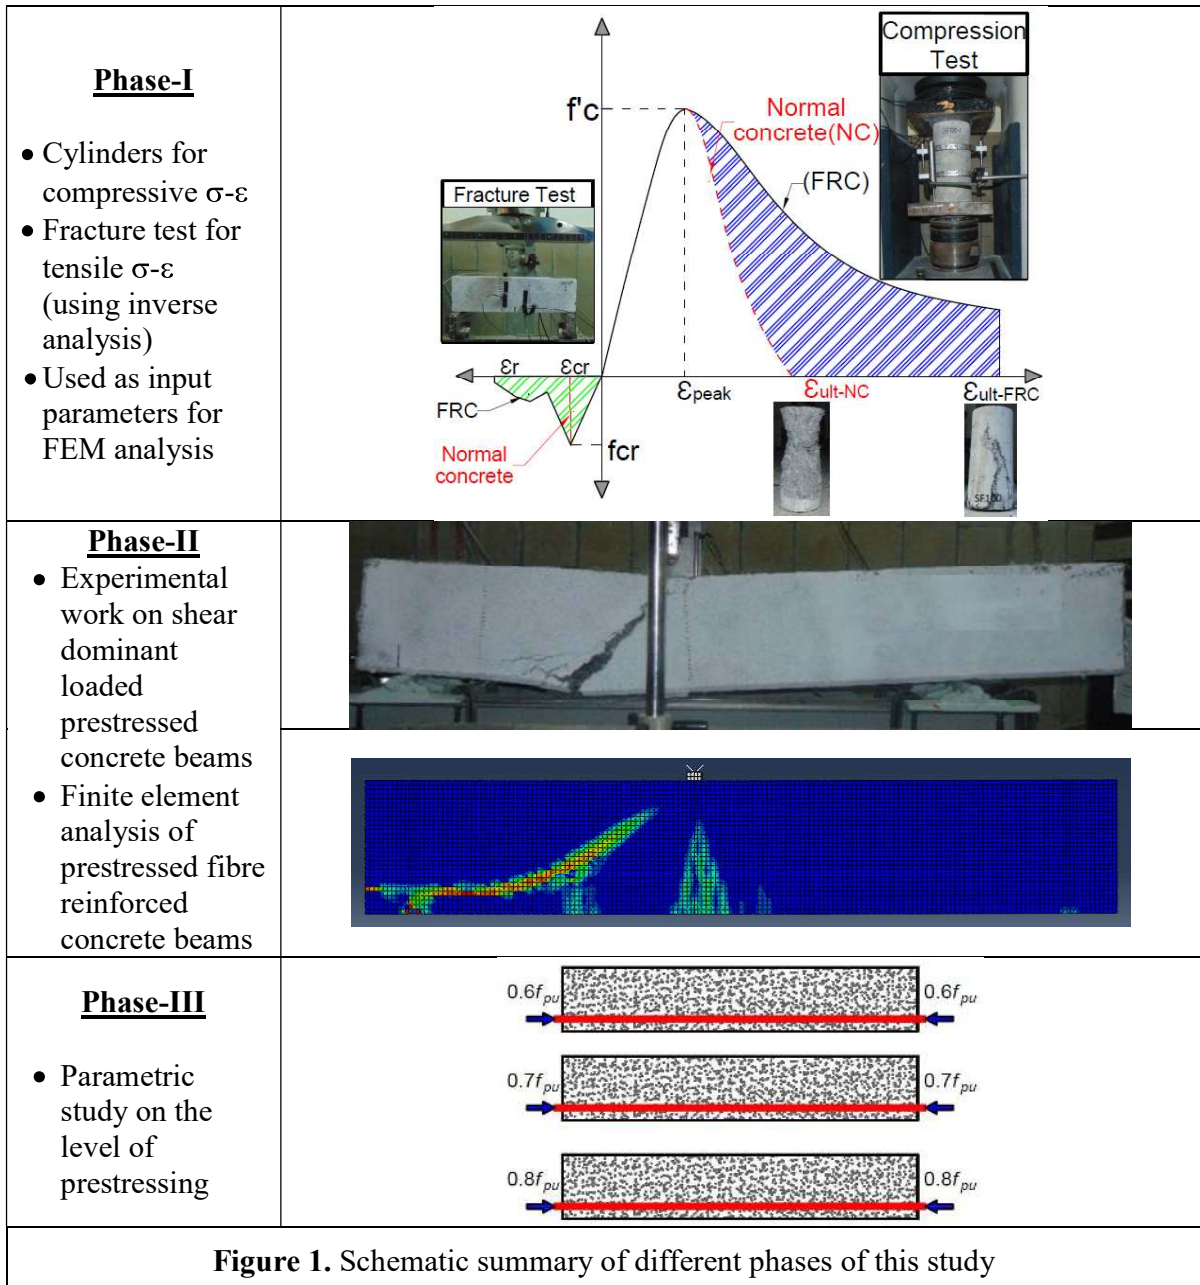 Phase-I
• Cylinders for
compressive σ-ε
• Fracture test for
tensile σ-ε
(using inverse
analysis)
• Used as input
parameters for
FEM analysis
Compression
Test
f'c
Normal
concrete(NC)
(FRC)
Fracture Test
εr
εcr
FRC
Normal
concrete
fcr
εpeak
εult-NC
εult-FRC
SF100
Phase-II
• Experimental
work on shear
dominant
loaded
prestressed
concrete beams
• Finite element
analysis of
prestressed fibre
reinforced
concrete beams
Phase-III
• Parametric
study on the
level of
prestressing
0.6fpu 0.6fpu
0.7fpu 0.7fpu
0.8fpu 0.8fpu
Figure 1. Schematic summary of different phases of this study